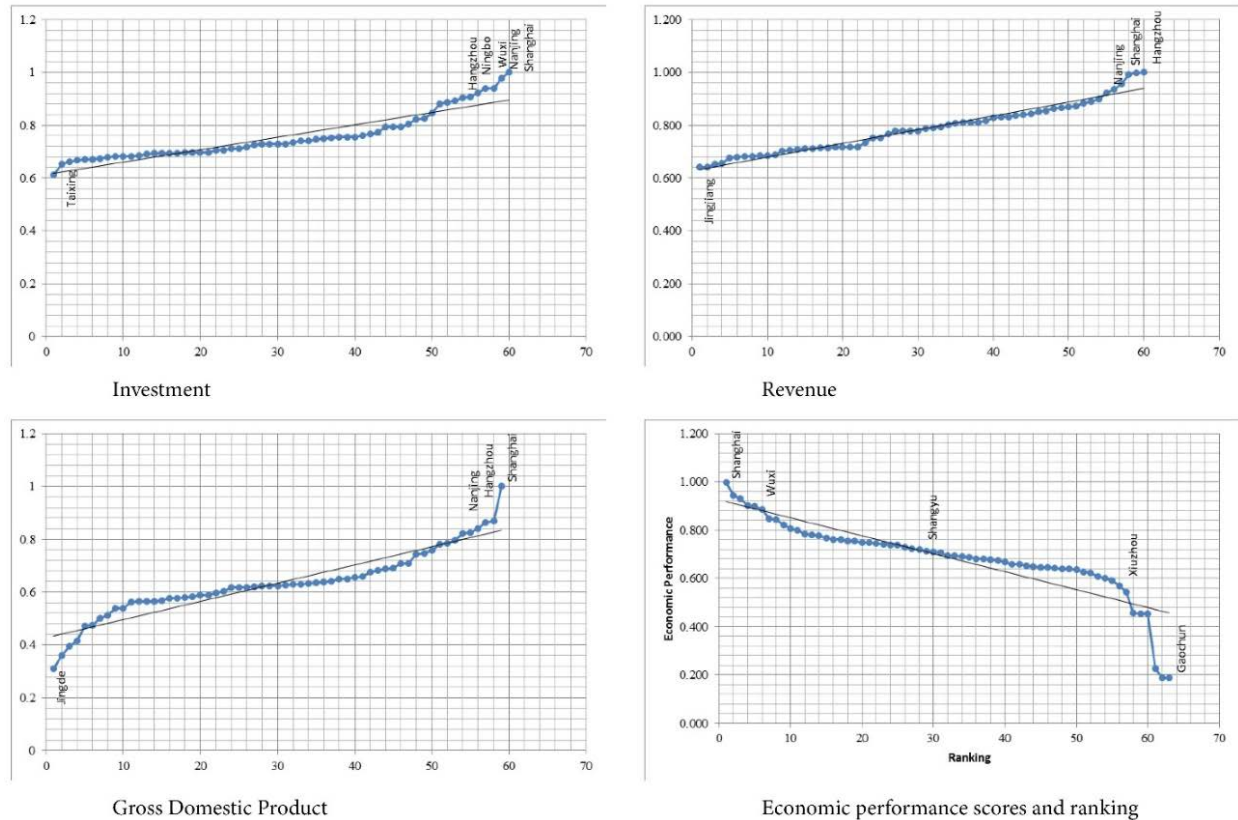 1.2
1
0.8
0.6
0.4
0.2
0
0 10 20 30 40 50 60 70
Taixing
Hangzhou
Ningbo
Wuxi
Nanjing
Shanghai
Investment
1.200
1.000
0.800
0.600
0.400
0.200
0.000
0 10 20 30 40 50 60 70
Jingjiang
Nanjing
Shanghai
Hangzhou
Revenue
1.2
1
0.8
0.6
0.4
0.2
0
0 10 20 30 40 50 60 70
Jingde
Nanjing
Hangzhou
Shanghai
Gross Domestic Product
Economic Performance
1.200
1.000
0.800
0.600
0.400
0.200
0.000
0 10 20 30 40 50 60 70
Ranking
Shanghai
Wuxi
Shangyu
Xiuzhou
Gaochun
Economic performance scores and ranking